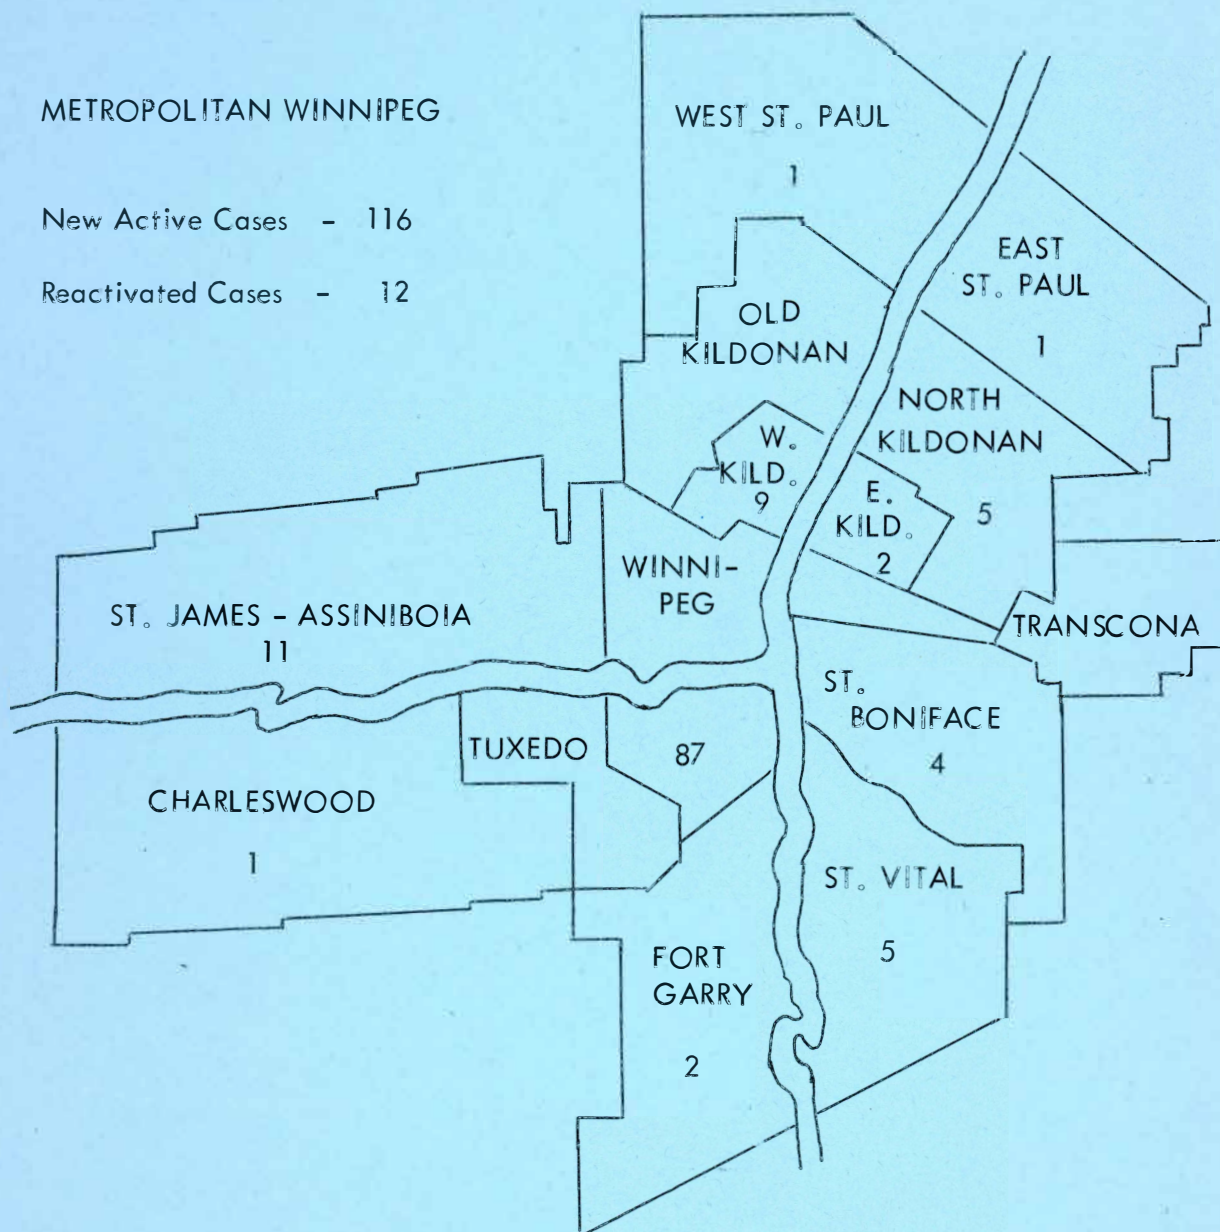 METROPOLITAN WINNIPEG
New Active Cases - 116
Reactivated Cases - 12
WEST ST. PAUL
1
EAST
ST. PAUL
1
OLD
KILDONAN
NORTH
KILDONAN
5
W.
KILD.
9
E.
KILD.
2
WINNI-
PEG
87
TRANSCONA
ST. JAMES - ASSINIBOIA
11
ST.
BONIFACE
4
TUXEDO
CHARLESWOOD
1
ST. VITAL
5
FORT
GARRY
2